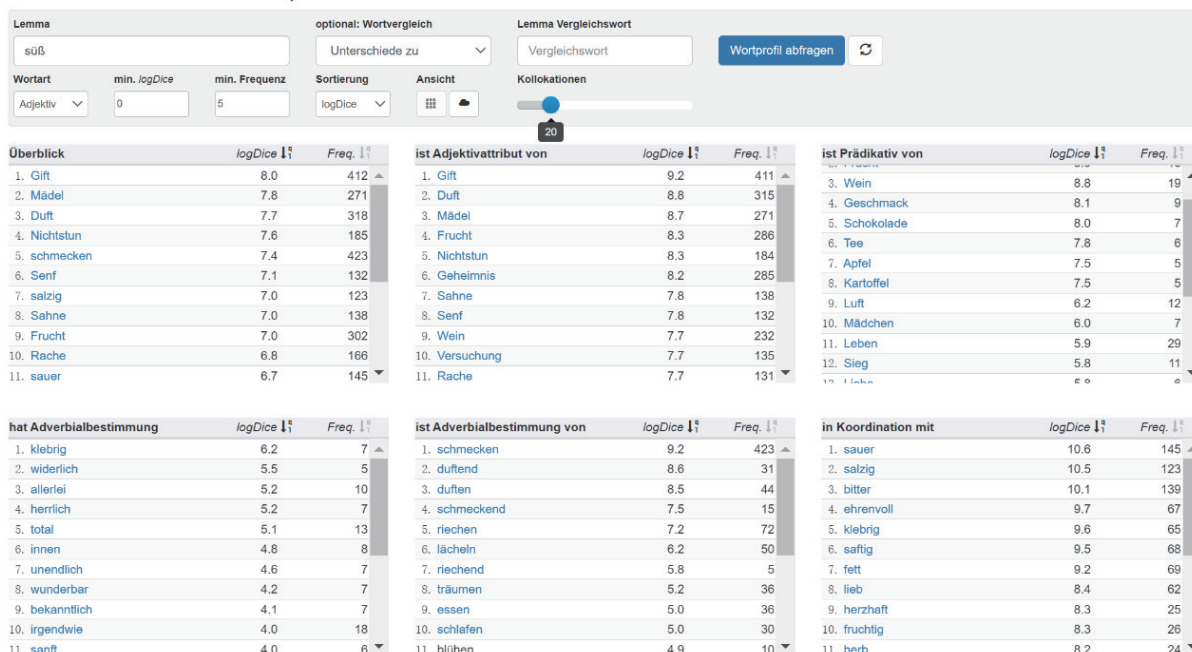 Lemma optional: Wortvergleich Lemma Vergleichswort
süß Unterschiede zu Vergleichswort Wortprofil abfragen
Wortart min. logDice min. Frequenz Sortierung Ansicht Kollokationen
Adjektiv 0 5 logDice
20
Überblick logDice Freq.
1. Gift 8.0 412
2. Mädel 7.8 271
3. Duft 7.7 318
4. Nichtstun 7.6 185
5. schmecken 7.4 423
6. Senf 7.1 132
7. salzig 7.0 123
8. Sahne 7.0 138
9. Frucht 7.0 302
10. Rache 6.8 166
11. sauer 6.7 145
ist Adjektivattribut von logDice Freq.
1. Gift 9.2 411
2. Duft 8.8 315
3. Mädel 8.7 271
4. Frucht 8.3 286
5. Nichtstun 8.3 184
6. Geheimnis 8.2 285
7. Sahne 7.8 138
8. Senf 7.8 132
9. Wein 7.7 232
10. Versuchung 7.7 135
11. Rache 7.7 131
ist Prädikativ von logDice Freq.
3. Wein 8.8 19
4. Geschmack 8.1 9
5. Schokolade 8.0 7
6. Tee 7.8 6
7. Apfel 7.5 5
8. Kartoffel 7.5 5
9. Luft 6.2 12
10. Mädchen 6.0 7
11. Leben 5.9 29
12. Sieg 5.8 11
hat Adverbialbestimmung logDice Freq.
1. klebrig 6.2 7
2. widerlich 5.5 5
3. allerlei 5.2 10
4. herrlich 5.2 7
5. total 5.1 13
6. innen 4.8 8
7. unendlich 4.6 7
8. wunderbar 4.2 7
9. bekanntlich 4.1 7
10. irgendwie 4.0 18
11. sanft 4.0 6
ist Adverbialbestimmung von logDice Freq.
1. schmecken 9.2 423
2. duftend 8.6 31
3. duften 8.5 44
4. schmeckend 7.5 15
5. riechen 7.2 72
6. lächeln 6.2 50
7. riechend 5.8 5
8. träumen 5.2 36
9. essen 5.0 36
10. schlafen 5.0 30
11. blühen 4.9 10
in Koordination mit logDice Freq.
1. sauer 10.6 145
2. salzig 10.5 123
3. bitter 10.1 139
4. ehrenvoll 9.7 67
5. klebrig 9.6 65
6. saftig 9.5 68
7. fett 9.2 69
8. lieb 8.4 62
9. herzhaft 8.3 25
10. fruchtig 8.3 26
11. herb 8.2 24